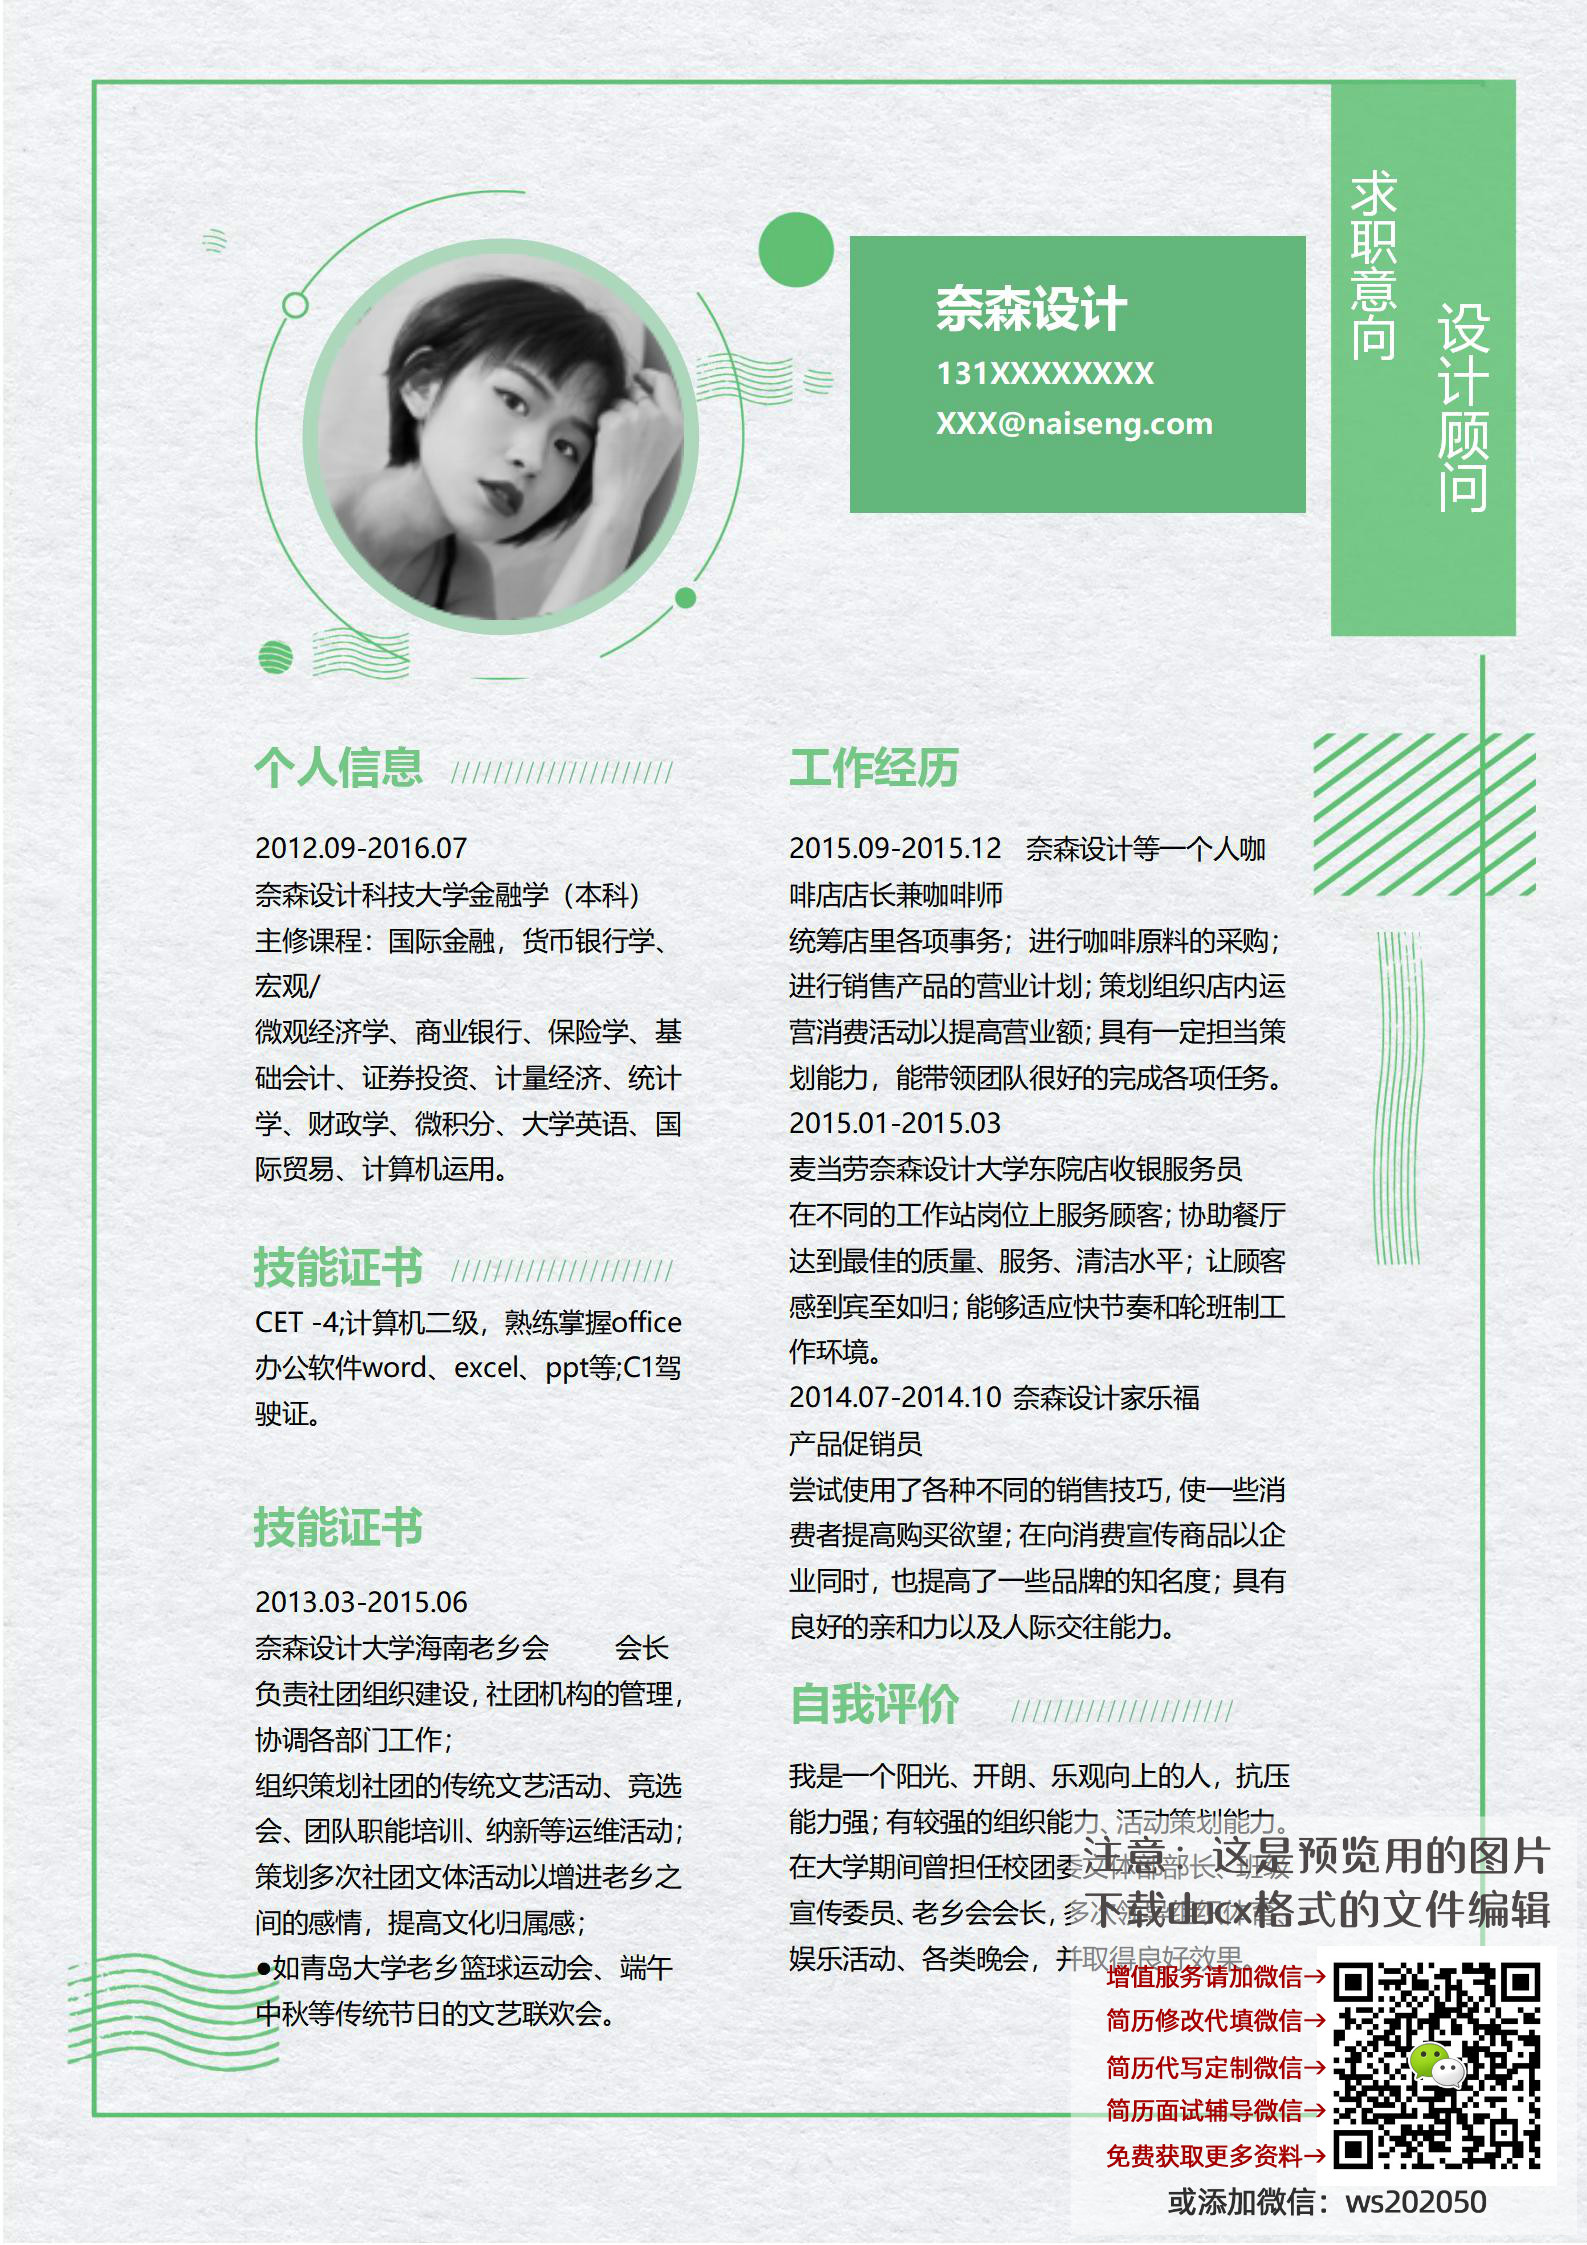 求职意向
设计顾问
奈森设计
131XXXXXXXX
XXX@naiseng.com
个人信息
2012.09-2016.07
奈森设计科技大学金融学（本科）
主修课程：国际金融，货币银行学、
宏观/
微观经济学、商业银行、保险学、基
础会计、证券投资、计量经济、统计
学、财政学、微积分、大学英语、国
际贸易、计算机运用。
技能证书
CET -4;计算机二级，熟练掌握office
办公软件word、excel、ppt等;C1驾
驶证。
技能证书
2013.03-2015.06
奈森设计大学海南老乡会 会长
负责社团组织建设，社团机构的管理，
协调各部门工作；
组织策划社团的传统文艺活动、竞选
会、团队职能培训、纳新等运维活动；
策划多次社团文体活动以增进老乡之
间的感情，提高文化归属感；
●如青岛大学老乡篮球运动会、端午
中秋等传统节日的文艺联欢会。
工作经历
2015.09-2015.12 奈森设计等一个人咖
啡店店长兼咖啡师
统筹店里各项事务；进行咖啡原料的采购；
进行销售产品的营业计划；策划组织店内运
营消费活动以提高营业额；具有一定担当策
划能力，能带领团队很好的完成各项任务。
2015.01-2015.03
麦当劳奈森设计大学东院店收银服务员
在不同的工作站岗位上服务顾客；协助餐厅
达到最佳的质量、服务、清洁水平；让顾客
感到宾至如归；能够适应快节奏和轮班制工
作环境。
2014.07-2014.10 奈森设计家乐福
产品促销员
尝试使用了各种不同的销售技巧，使一些消
费者提高购买欲望；在向消费宣传商品以企
业同时，也提高了一些品牌的知名度；具有
良好的亲和力以及人际交往能力。
自我评价
我是一个阳光、开朗、乐观向上的人，抗压
能力强；有较强的组织能力、活动策划能力。
在大学期间曾担任校团委文体部部长、班级
宣传委员、老乡会会长，多次领导组织体育、
娱乐活动、各类晚会，并取得良好效果。
注意：这是预览用的图片
下载docx格式的文件编辑
增值服务请加微信→
简历修改代填微信→
简历代写定制微信→
简历面试辅导微信→
免费获取更多资料→
或添加微信：ws202050